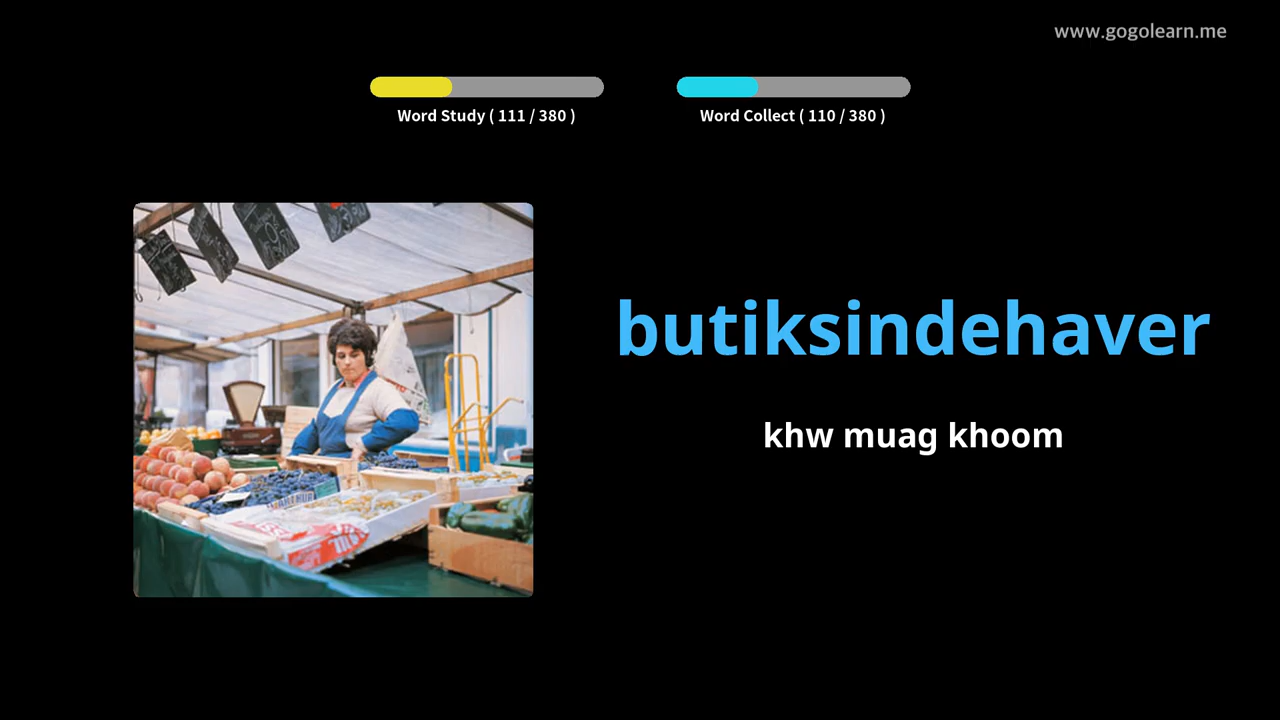 www.gogolearn.me
Word Study ( 111 / 380 )
Word Collect ( 110 / 380 )
butiksindehaver
khw muag khoom